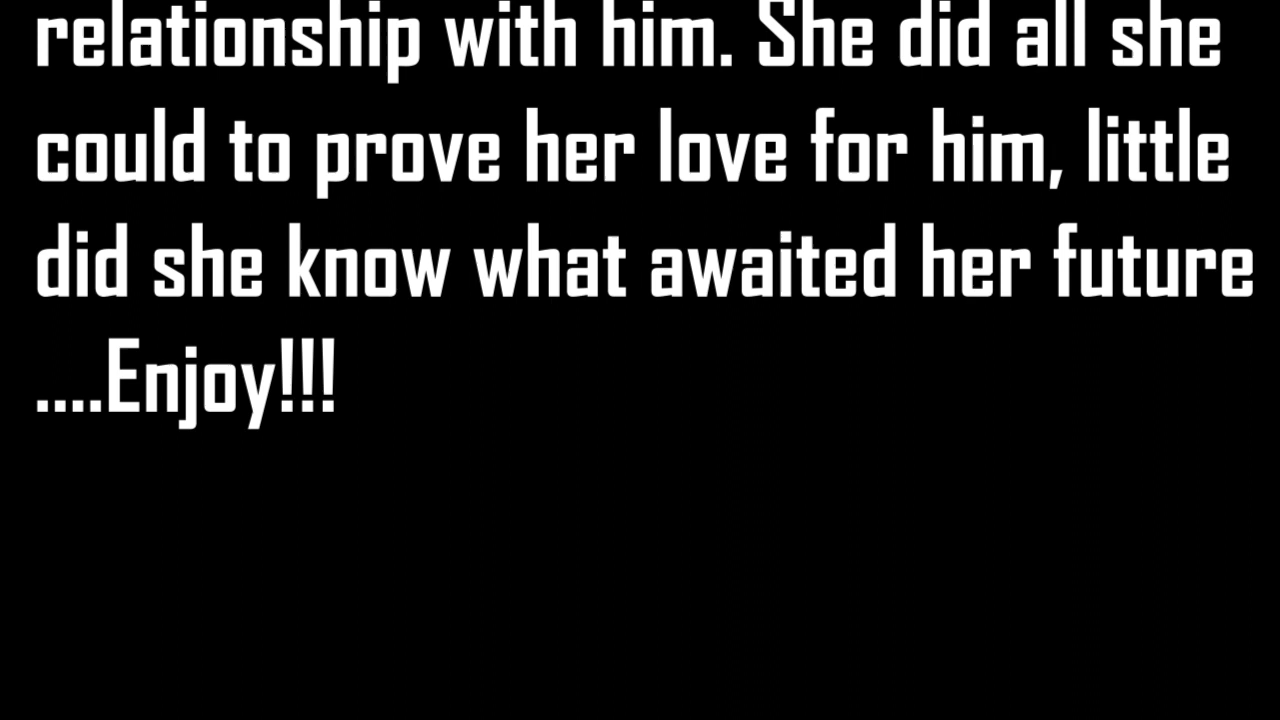 relationship with him. She did all she
could to prove her love for him, little
did she know what awaited her future
....Enjoy!!!